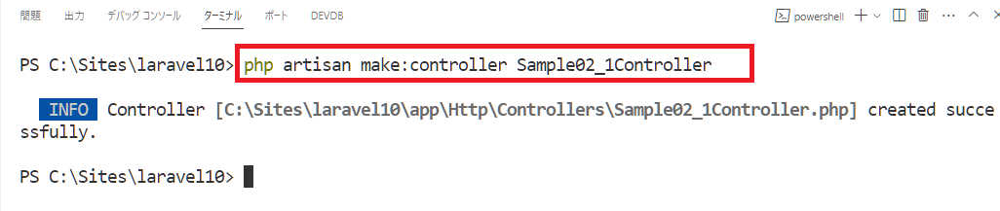 問題 出力 デバッグ コンソール ターミナル ポート DEVDB powershell
PS C:\Sites\laravel10> php artisan make:controller Sample02_1Controller
INFO Controller [C:\Sites\laravel10\app\Http\Controllers\Sample02_1Controller.php] created succe
ssfully.
PS C:\Sites\laravel10>